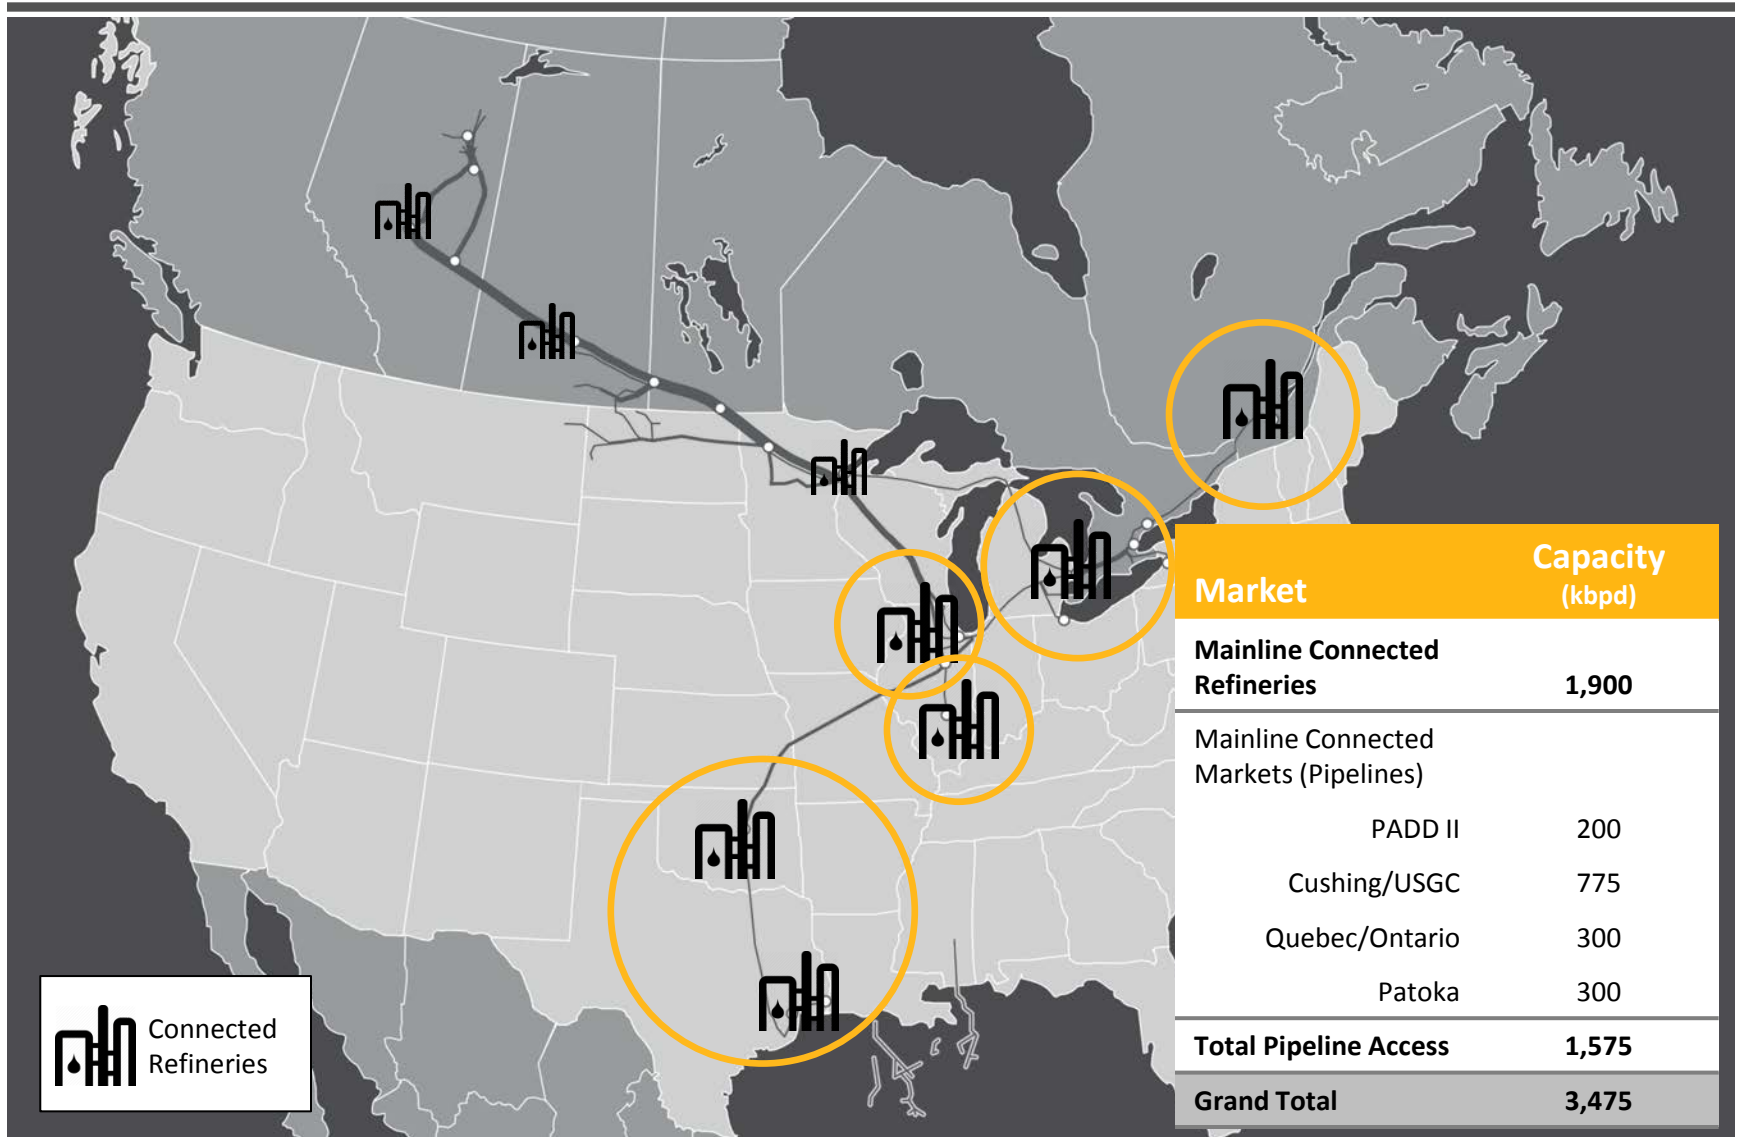 Market
Capacity
(kbpd)
Mainline Connected
Refineries 1,900
Mainline Connected
Markets (Pipelines)
PADD II 200
Cushing/USGC 775
Quebec/Ontario 300
Patoka 300
Total Pipeline Access 1,575
Grand Total 3,475
Connected
Refineries